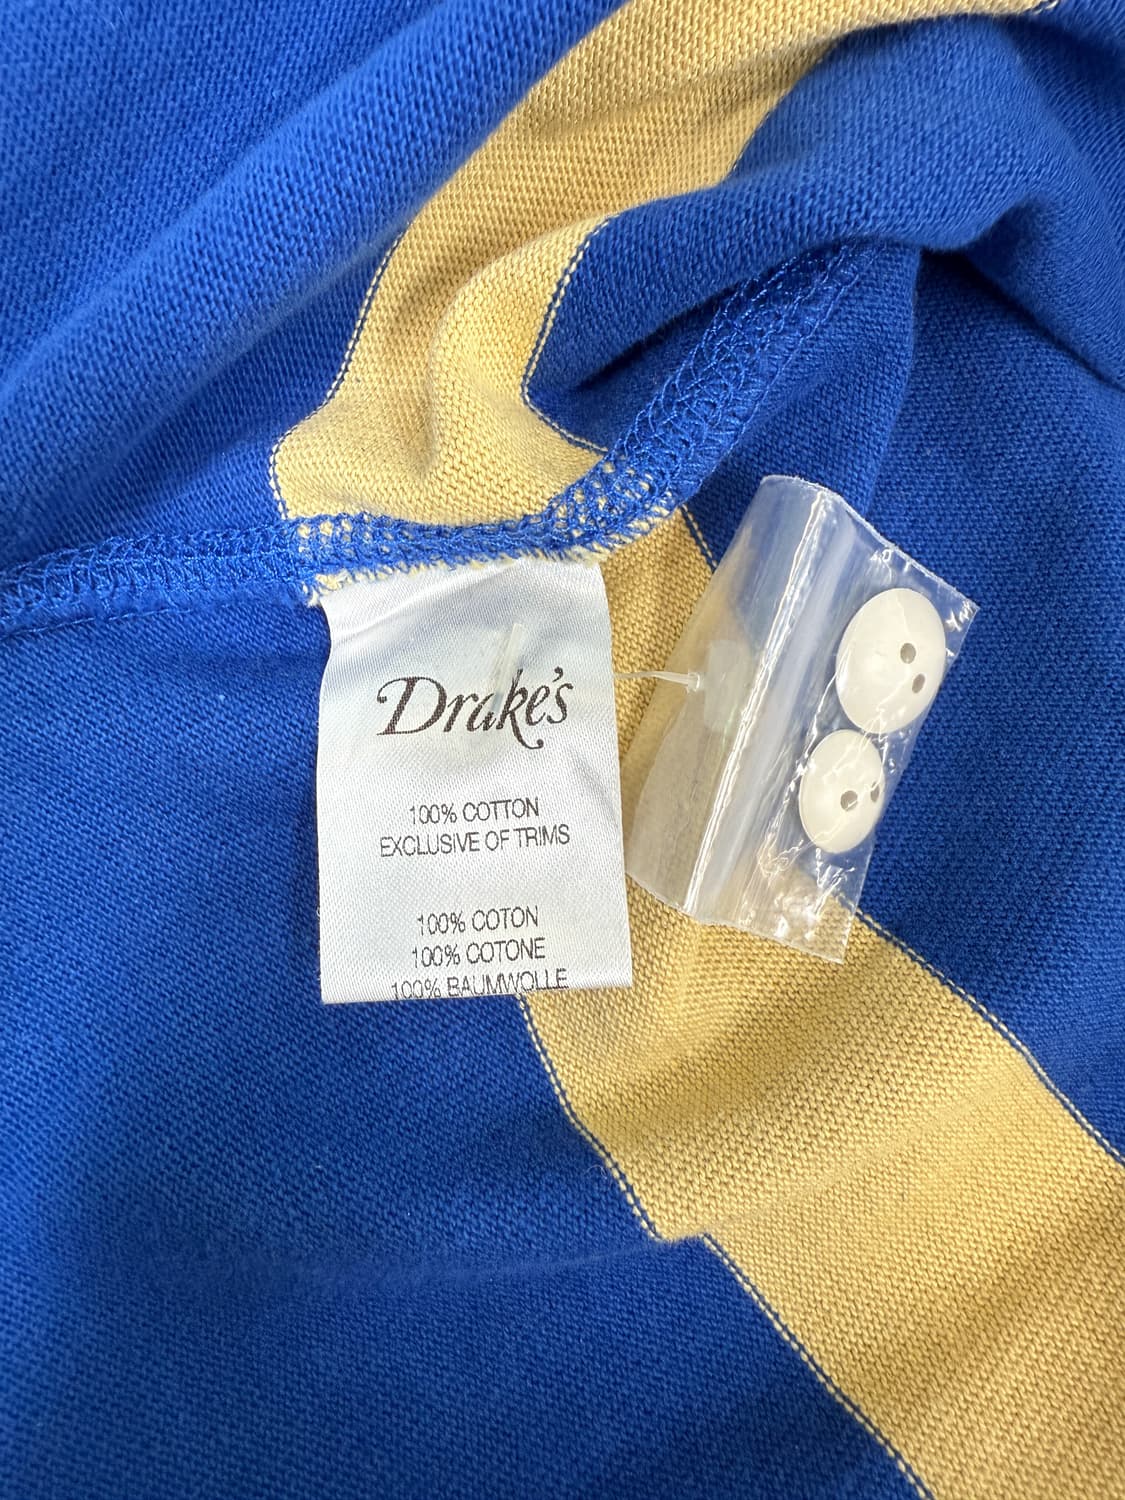 Drake's
100% COTTON
EXCLUSIVE OF TRIMS
100% COTON
100% COTONE
100% BAUMWOLLE